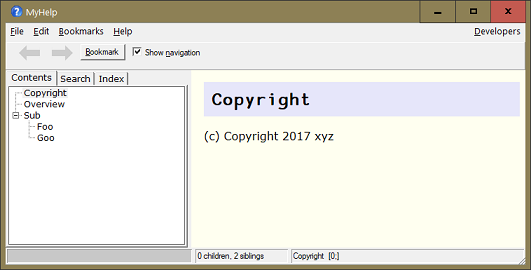 MyHelp
File Edit Bookmarks Help Developers
Bookmark Show navigation
Contents Search Index
Copyright
Overview
Sub
Foo
Goo
Copyright
(c) Copyright 2017 xyz
0 children, 2 siblings Copyright [0;]